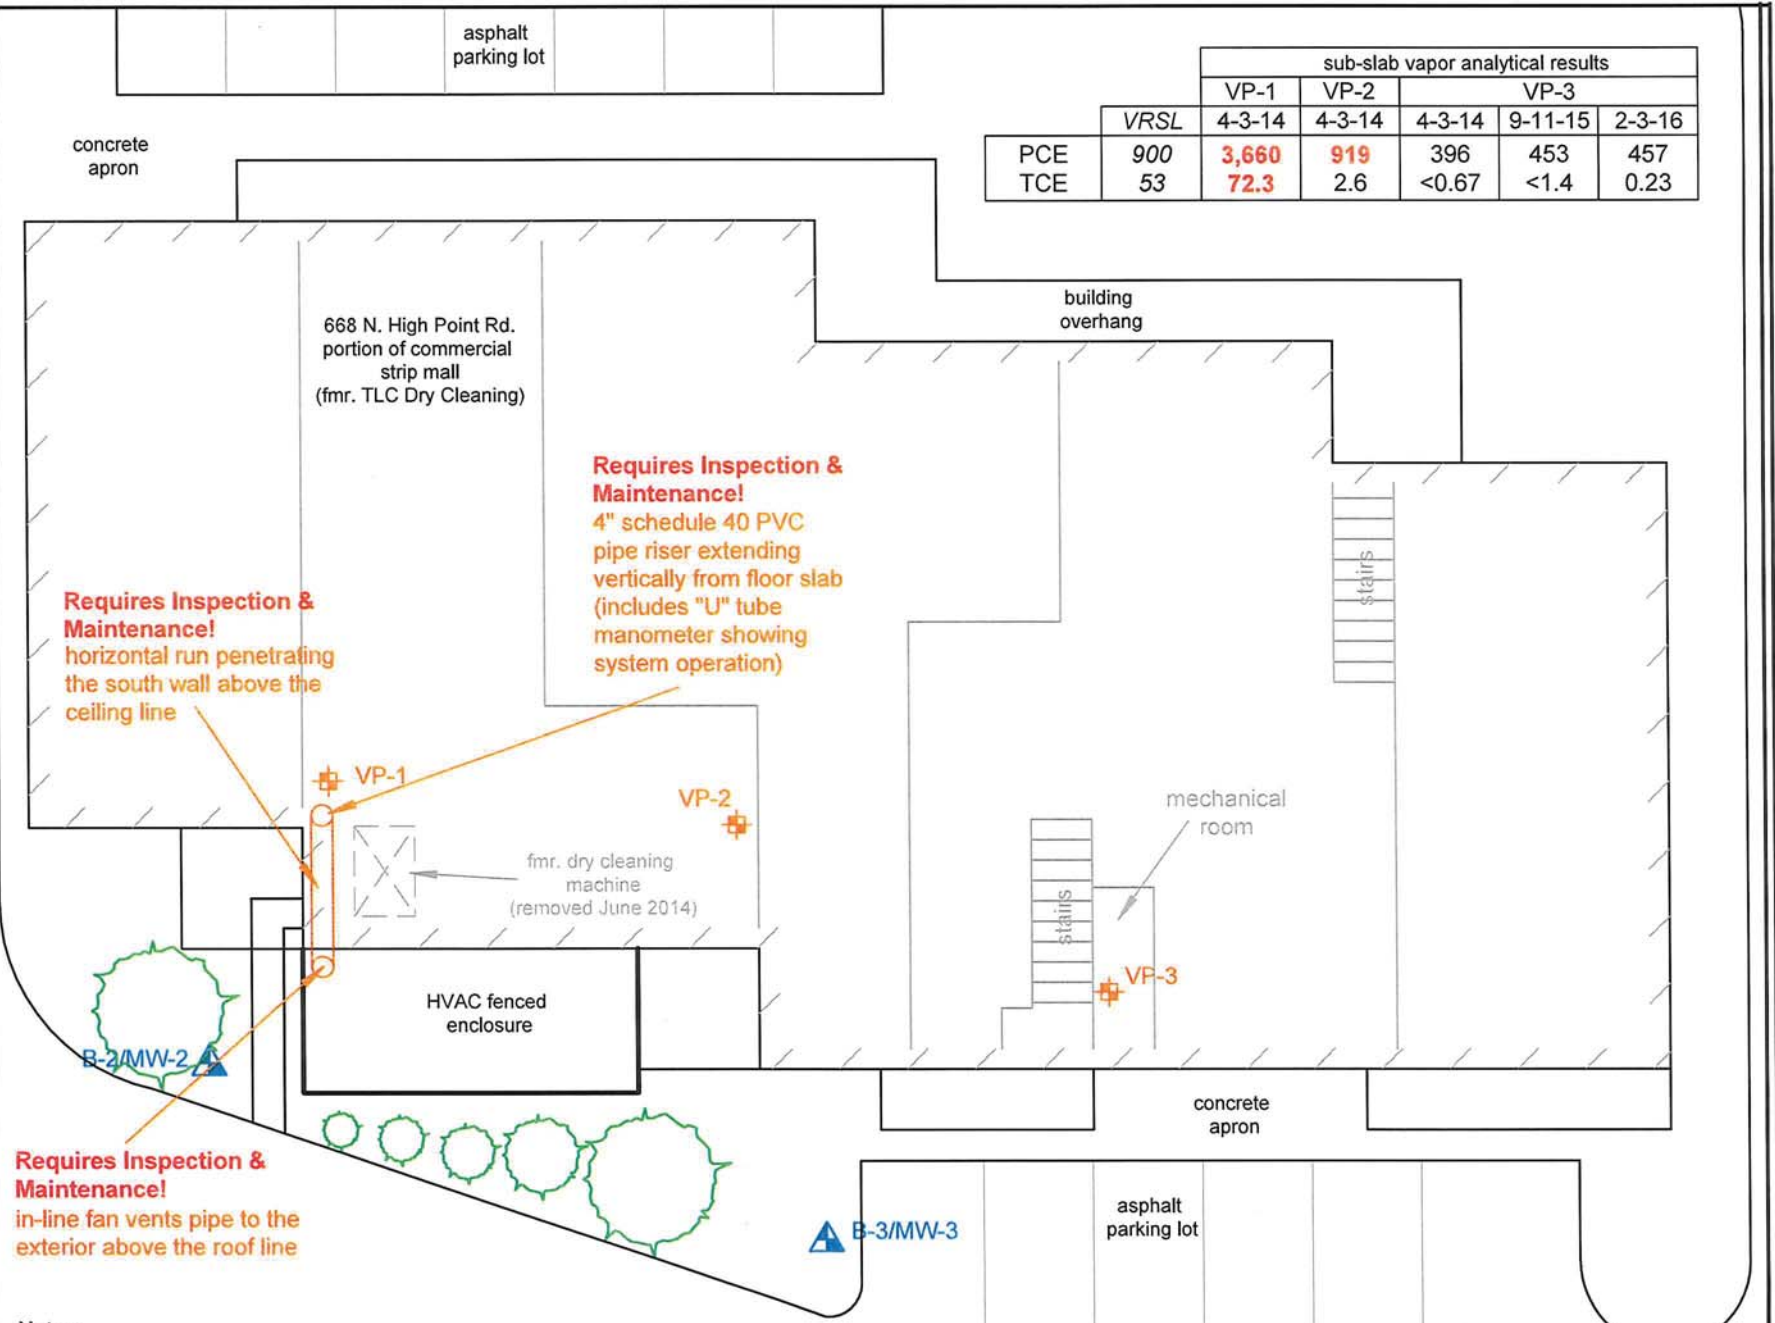 asphalt
parking lot
concrete
apron
sub-slab vapor analytical results
VP-1 VP-2 VP-3
VRSL 4-3-14 4-3-14 4-3-14 9-11-15 2-3-16
PCE 900 3,660 919 396 453 457
TCE 53 72.3 2.6 <0.67 <1.4 0.23
building
overhang
668 N. High Point Rd.
portion of commercial
strip mall
(fmr. TLC Dry Cleaning)
Requires Inspection &
Maintenance!
4" schedule 40 PVC
pipe riser extending
vertically from floor slab
(includes "U" tube
manometer showing
system operation)
stairs
Requires Inspection &
Maintenance!
horizontal run penetrating
the south wall above the
ceiling line
VP-1
VP-2
mechanical
room
fmr. dry cleaning
machine
(removed June 2014)
stairs
VP-3
HVAC fenced
enclosure
B-2/MW-2
concrete
apron
Requires Inspection &
Maintenance!
in-line fan vents pipe to the
exterior above the roof line
asphalt
parking lot
B-3/MW-3